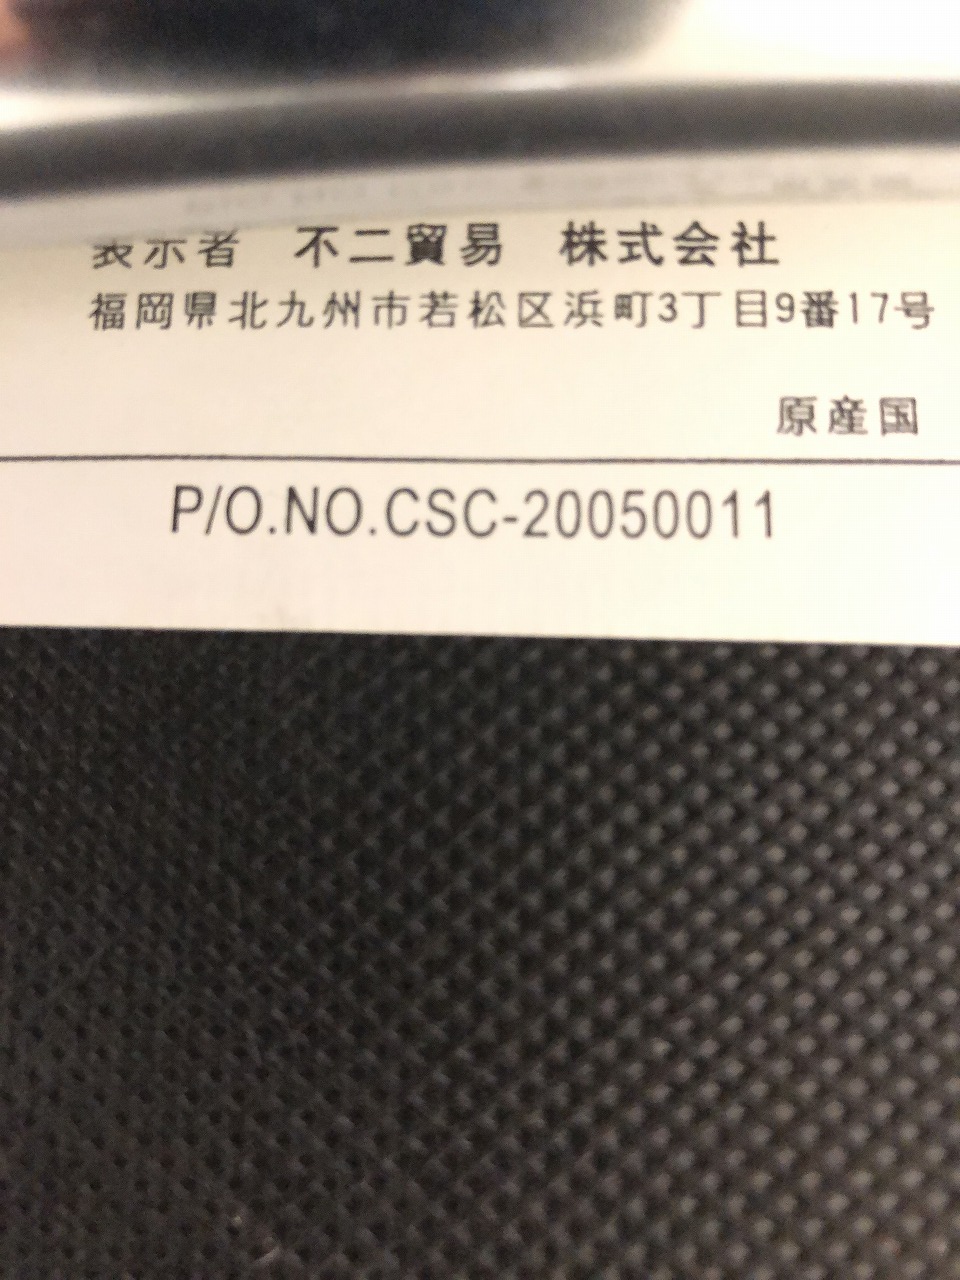 表示者　不二貿易　株式会社
福岡県北九州市若松区浜町3丁目9番17号
原産国
P/O.NO.CSC-20050011